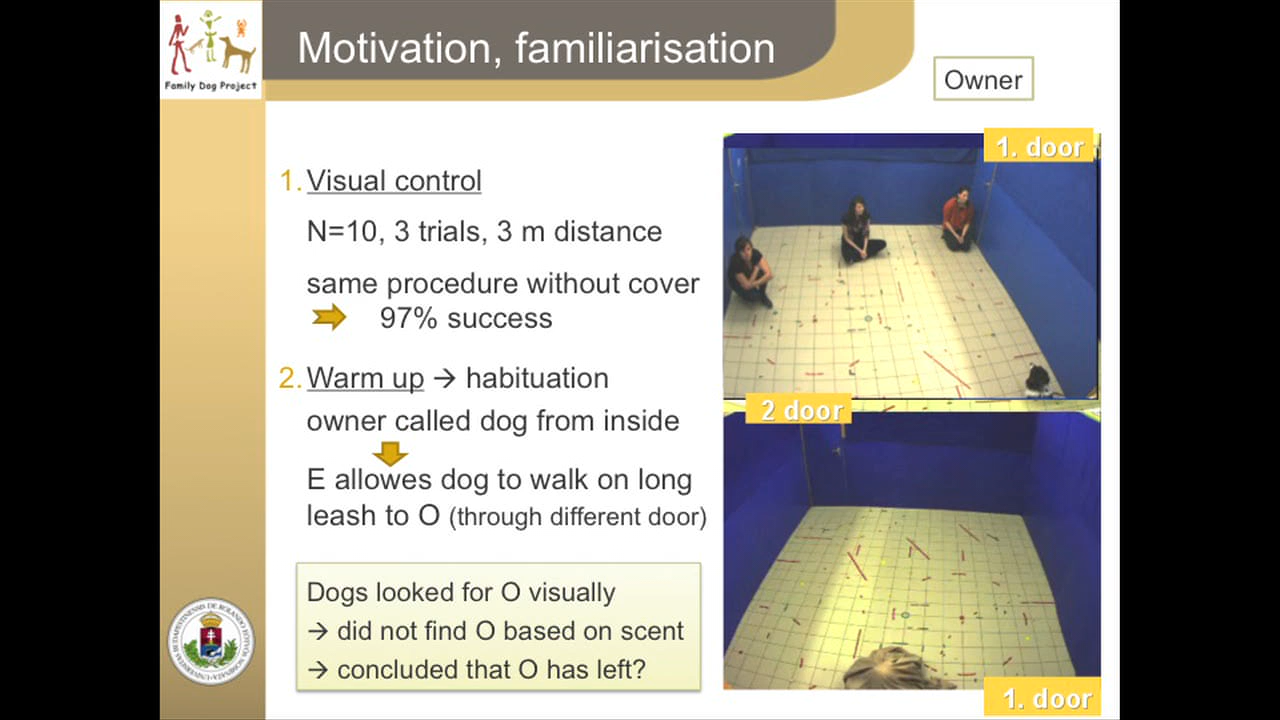 Family Dog Project
Motivation, familiarisation
Owner
1. Visual control
N=10, 3 trials, 3 m distance
same procedure without cover
97% success
2. Warm up → habituation
owner called dog from inside
E allowes dog to walk on long
leash to O (through different door)
Dogs looked for O visually
→ did not find O based on scent
→ concluded that O has left?
1. door
2 door
1. door